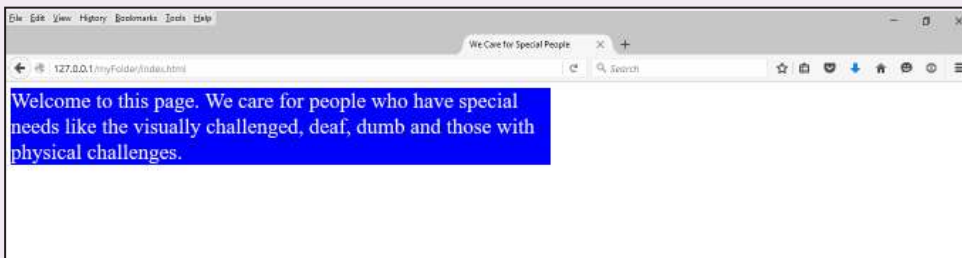 File Edit View History Bookmarks Tools Help
We Care for Special People
127.0.0.1/myFolder/index.html
Search
Welcome to this page. We care for people who have special
needs like the visually challenged, deaf, dumb and those with
physical challenges.